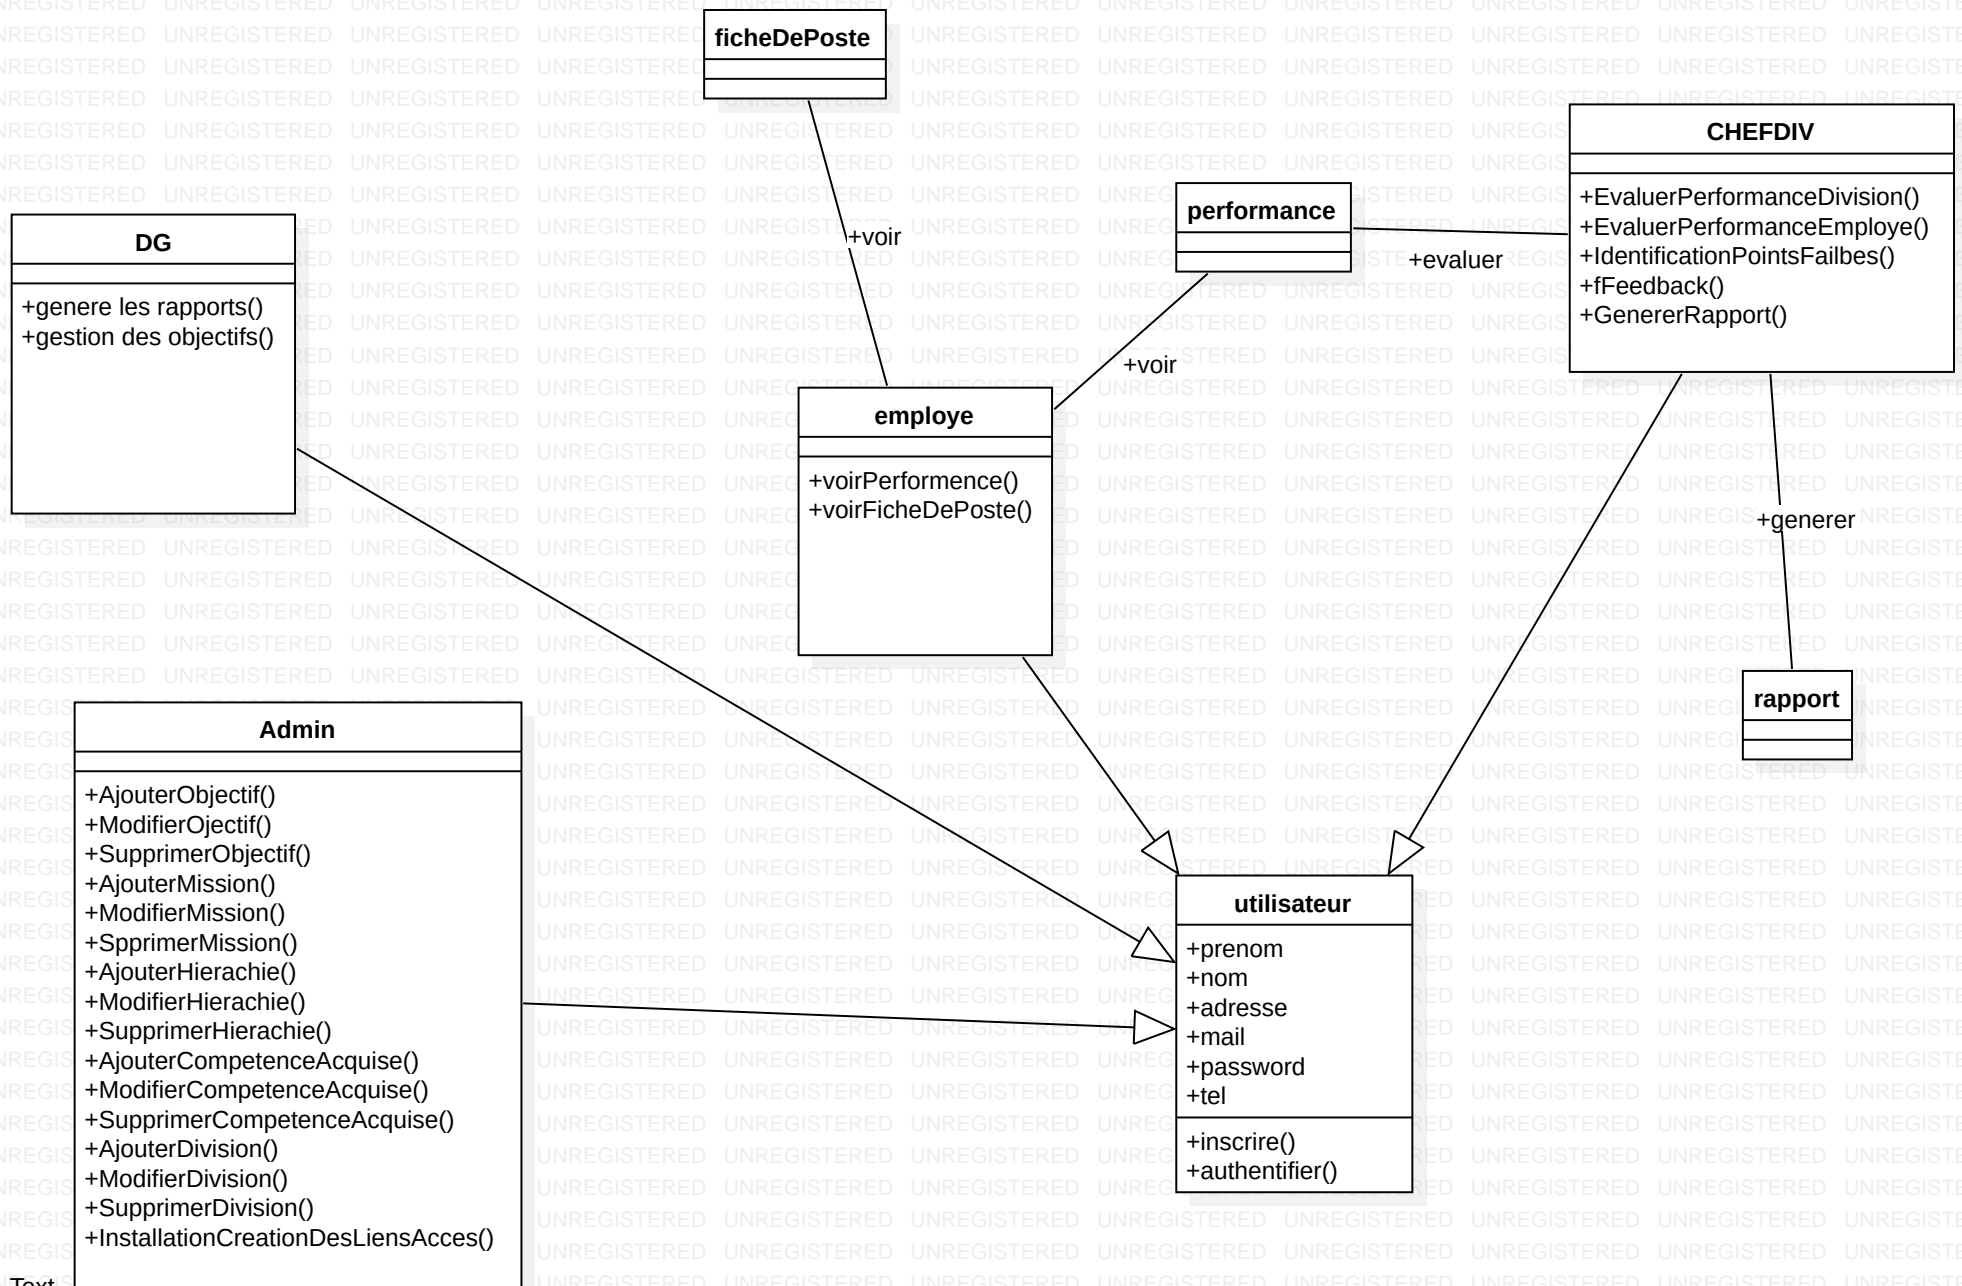 ficheDePoste
+voir
CHEFDIV
+EvaluerPerformanceDivision()
+EvaluerPerformanceEmploye()
+IdentificationPointsFailbes()
+fFeedback()
+GenererRapport()
performance
+evaluer
+voir
DG
+genere les rapports()
+gestion des objectifs()
employe
+voirPerformence()
+voirFicheDePoste()
+generer
rapport
Admin
+AjouterObjectif()
+ModifierOjectif()
+SupprimerObjectif()
+AjouterMission()
+ModifierMission()
+SpprimerMission()
+AjouterHierachie()
+ModifierHierachie()
+SupprimerHierachie()
+AjouterCompetenceAcquise()
+ModifierCompetenceAcquise()
+SupprimerCompetenceAcquise()
+AjouterDivision()
+ModifierDivision()
+SupprimerDivision()
+InstallationCreationDesLiensAcces()
utilisateur
+prenom
+nom
+adresse
+mail
+password
+tel
+inscrire()
+authentifier()
Text
UNREGISTERED